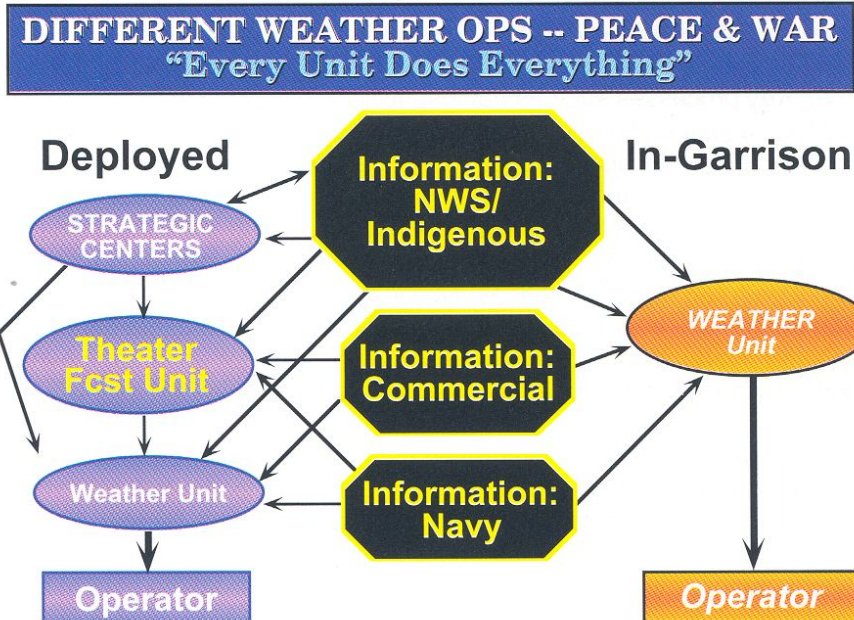 DIFFERENT WEATHER OPS -- PEACE & WAR
“Every Unit Does Everything”
Deployed
In-Garrison
Information:
NWS/
Indigenous
STRATEGIC
CENTERS
Theater
Fcst Unit
Information:
Commercial
WEATHER
Unit
Weather Unit
Information:
Navy
Operator
Operator